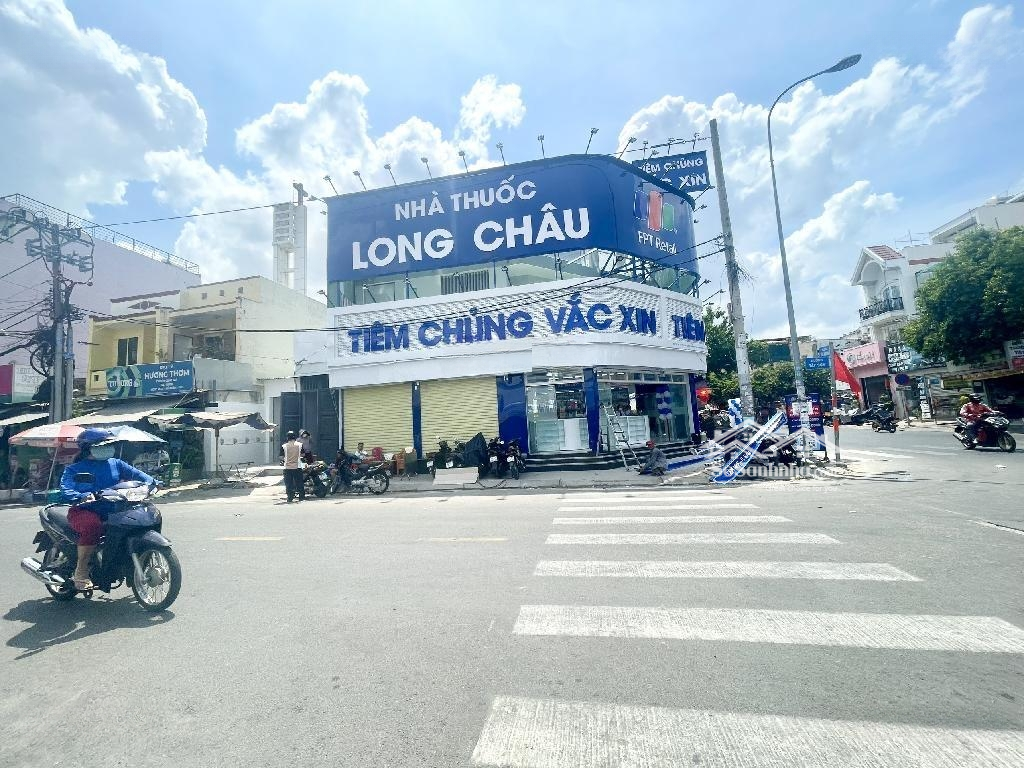 NHÀ THUỐC
LONG CHÂU
FPT Retail
TIÊM CHỦNG
VẮC XIN
TIÊM CHỦNG VẮC XIN TIÊM
HƯƠNG THƠM